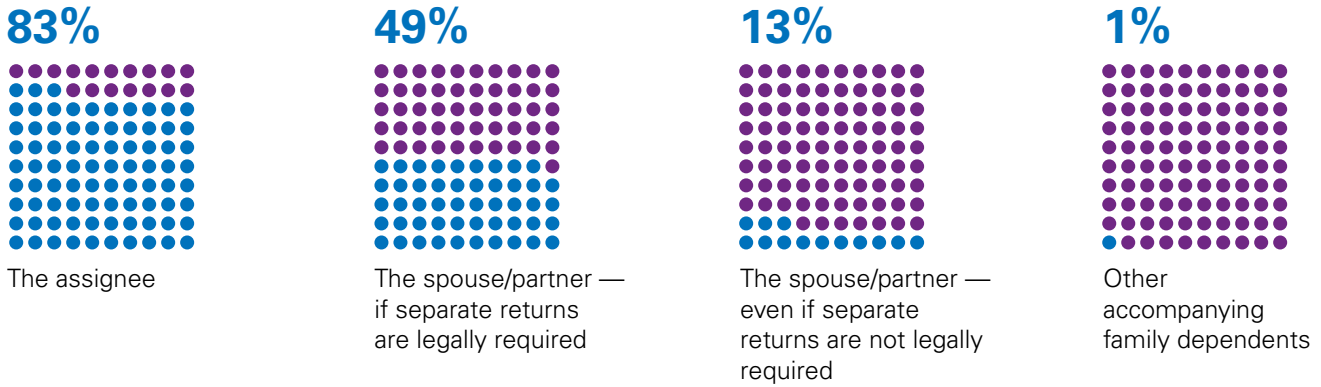 83%
The assignee
49%
The spouse/partner —
if separate returns
are legally required
13%
The spouse/partner —
even if separate
returns are not legally
required
1%
Other
accompanying
family dependents